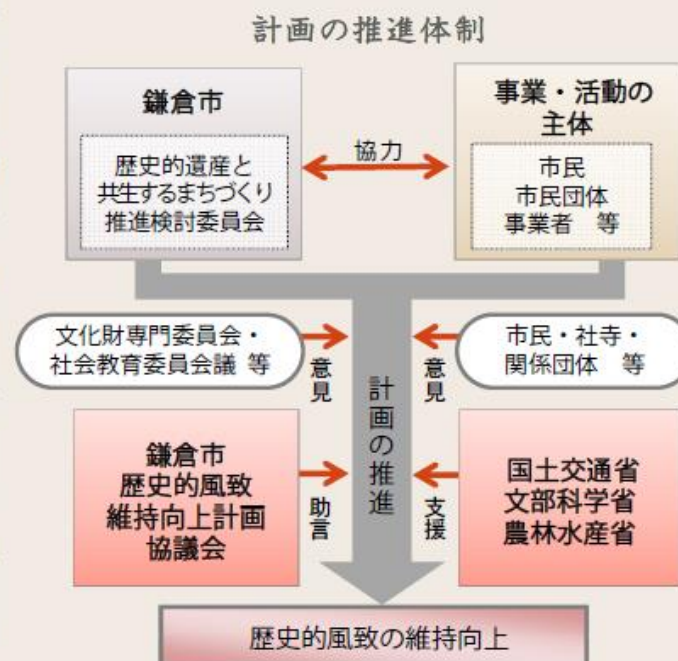 計画の推進体制
鎌倉市
歴史的遺産と
共生するまちづくり
推進検討委員会
協力
事業・活動の
主体
市民
市民団体
事業者　等
文化財専門委員会・
社会教育委員会議 等
意見
意見
市民・社寺・
関係団体　等
計画の推進
鎌倉市
歴史的風致
維持向上計画
協議会
助言
支援
国土交通省
文部科学省
農林水産省
歴史的風致の維持向上